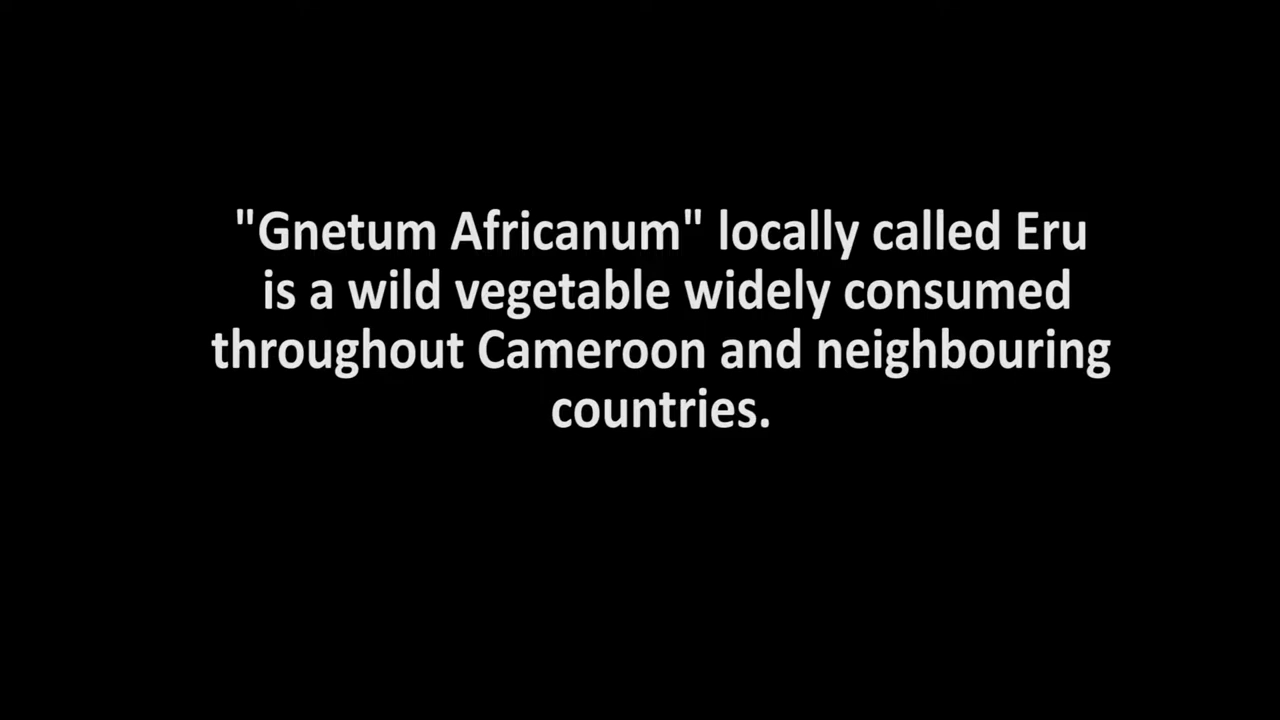 "Gnetum Africanum" locally called Eru
is a wild vegetable widely consumed
throughout Cameroon and neighbouring
countries.